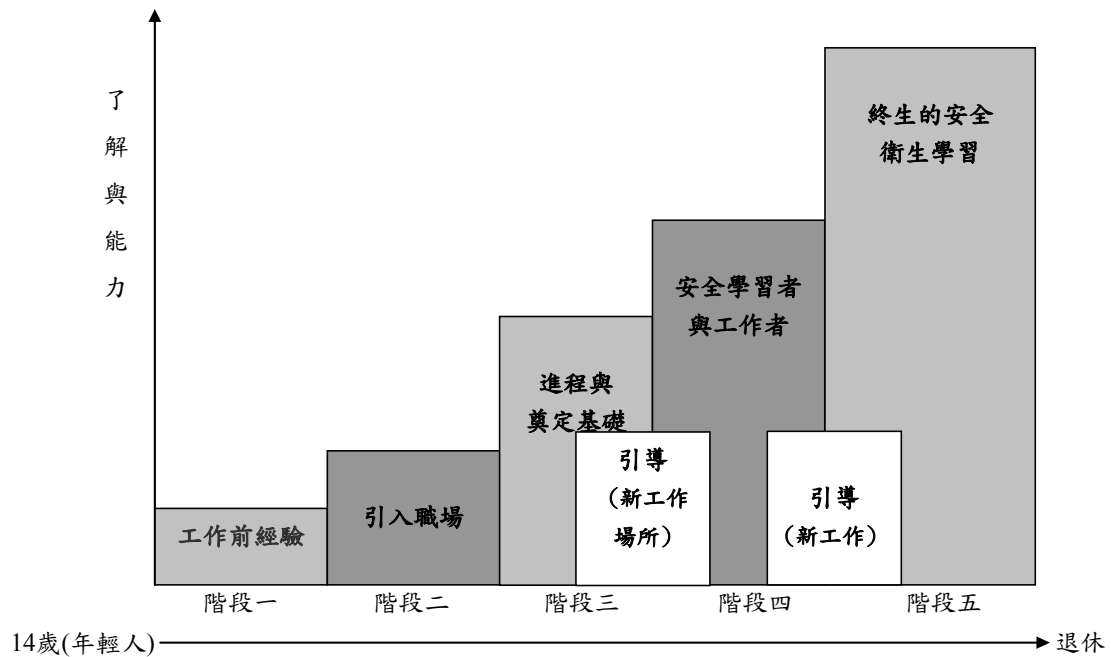 了
解
與
能
力
終生的安全
衛生學習
安全學習者
與工作者
進程與
奠定基礎
引導
（新工作
場所）
引導
（新工作）
引入職場
工作前經驗
階段一
階段二
階段三
階段四
階段五
14歲(年輕人)
退休